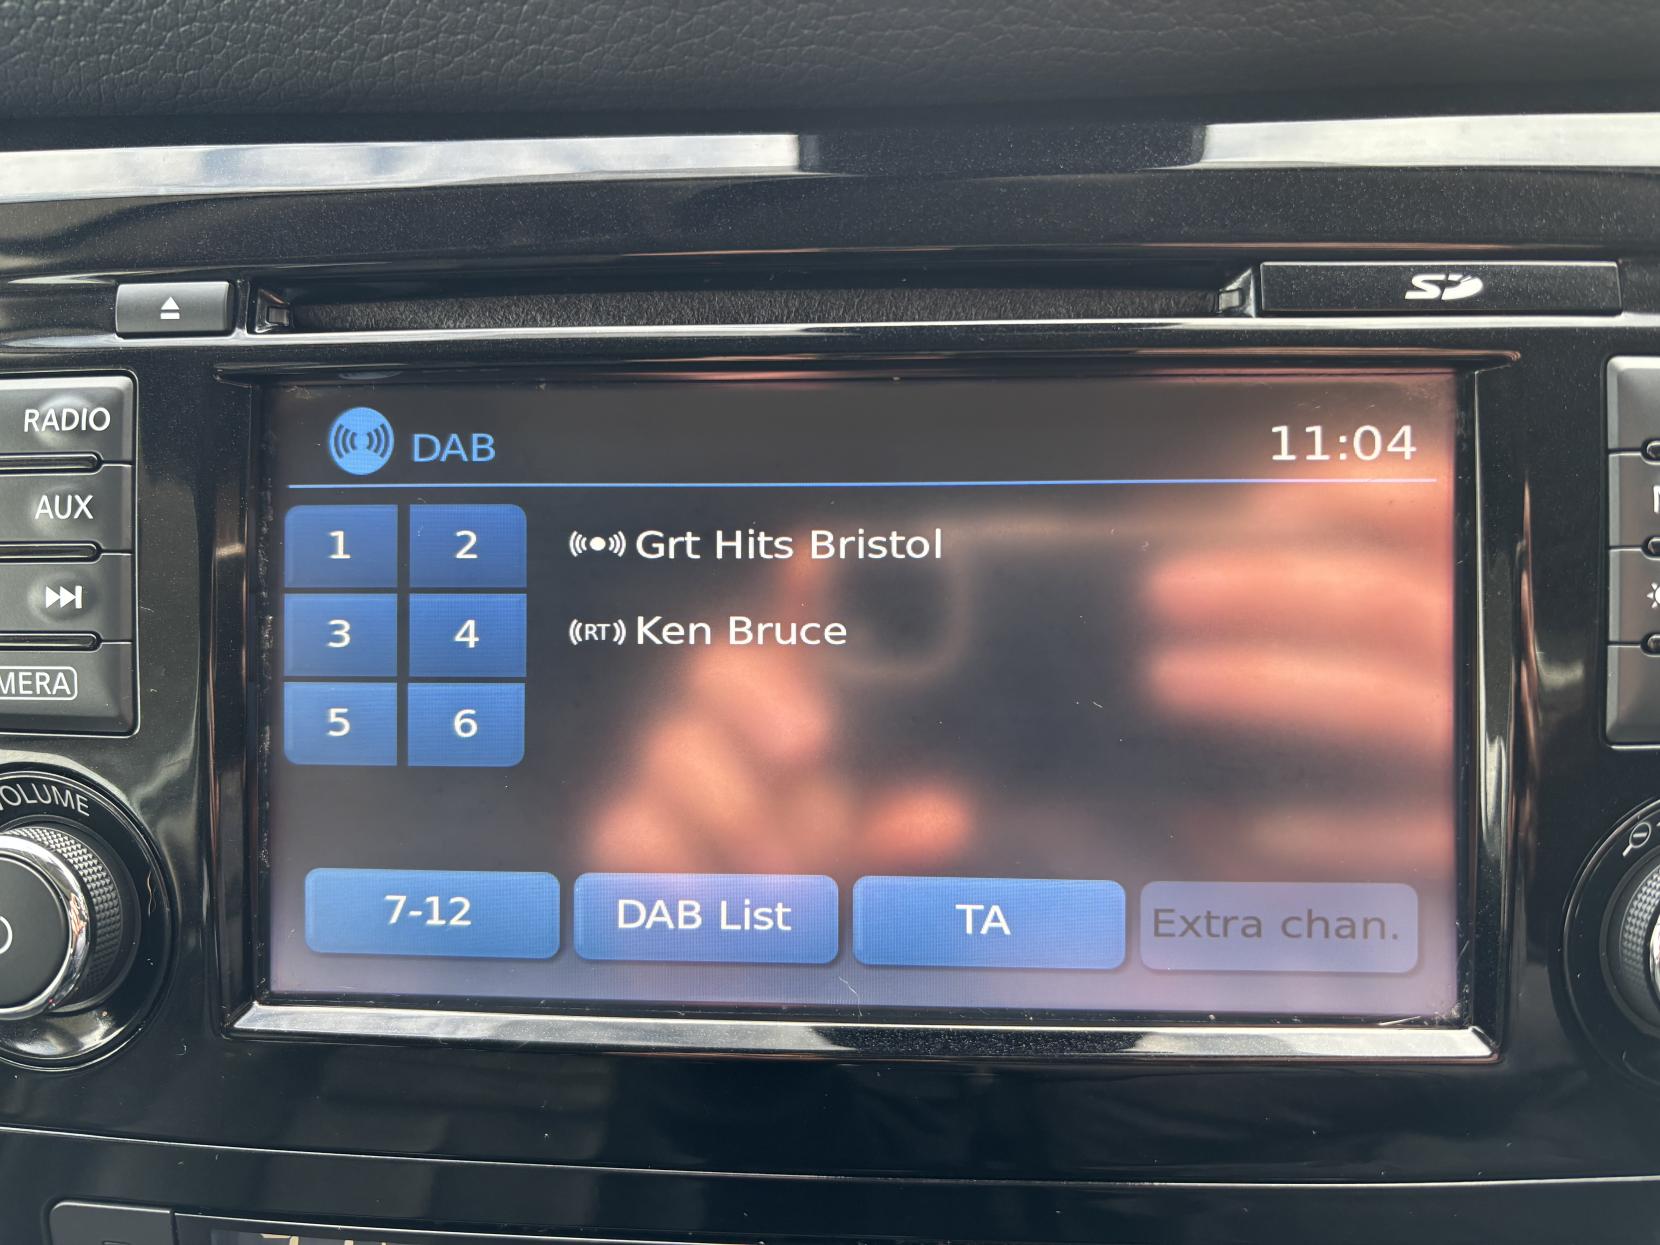 SD
RADIO
AUX
MERA
VOLUME
DAB
11:04
1 2
3 4
5 6
Grt Hits Bristol
RT Ken Bruce
7-12
DAB List
TA
Extra chan.